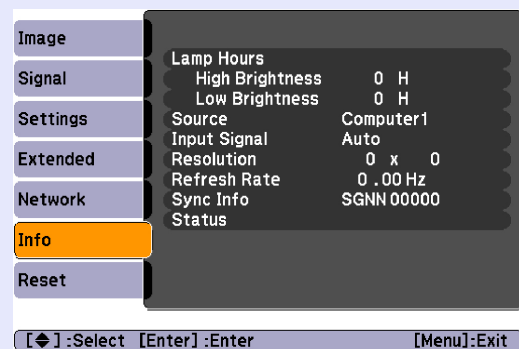 Image
Signal
Settings
Extended
Network
Info
Reset
Lamp Hours
High Brightness 0 H
Low Brightness 0 H
Source Computer1
Input Signal Auto
Resolution 0 x 0
Refresh Rate 0.00 Hz
Sync Info SGNN 00000
Status
[◆]:Select [Enter]:Enter [Menu]:Exit